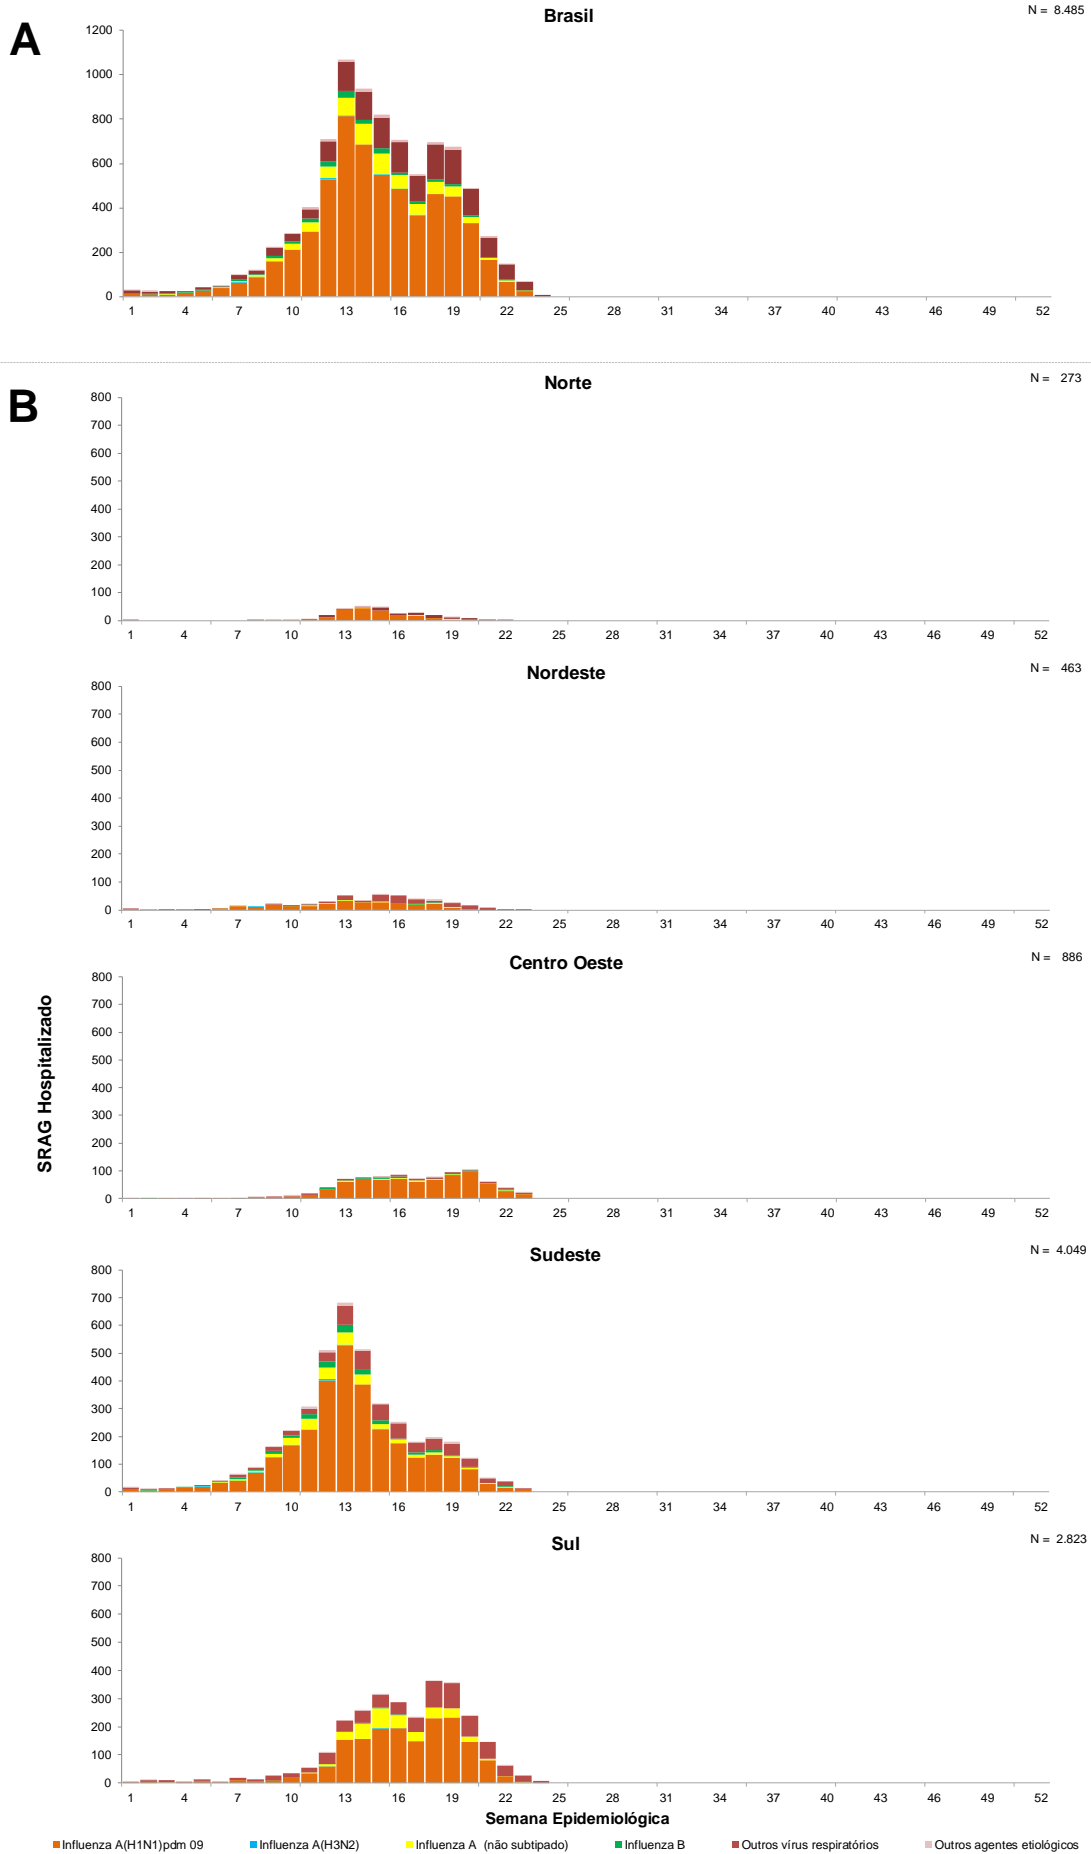 A
Brasil
N = 8.485
1200
1000
800
600
400
200
0
1 4 7 10 13 16 19 22 25 28 31 34 37 40 43 46 49 52
B
Norte
N = 273
800
700
600
500
400
300
200
100
0
1 4 7 10 13 16 19 22 25 28 31 34 37 40 43 46 49 52
Nordeste
N = 463
800
700
600
500
400
300
200
100
0
1 4 7 10 13 16 19 22 25 28 31 34 37 40 43 46 49 52
Centro Oeste
N = 886
SRAG Hospitalizado
800
700
600
500
400
300
200
100
0
1 4 7 10 13 16 19 22 25 28 31 34 37 40 43 46 49 52
Sudeste
N = 4.049
800
700
600
500
400
300
200
100
0
1 4 7 10 13 16 19 22 25 28 31 34 37 40 43 46 49 52
Sul
N = 2.823
800
700
600
500
400
300
200
100
0
1 4 7 10 13 16 19 22 25 28 31 34 37 40 43 46 49 52
Semana Epidemiológica
Influenza A(H1N1)pdm 09 Influenza A(H3N2) Influenza A (não subtipado) Influenza B Outros vírus respiratórios Outros agentes etiológicos